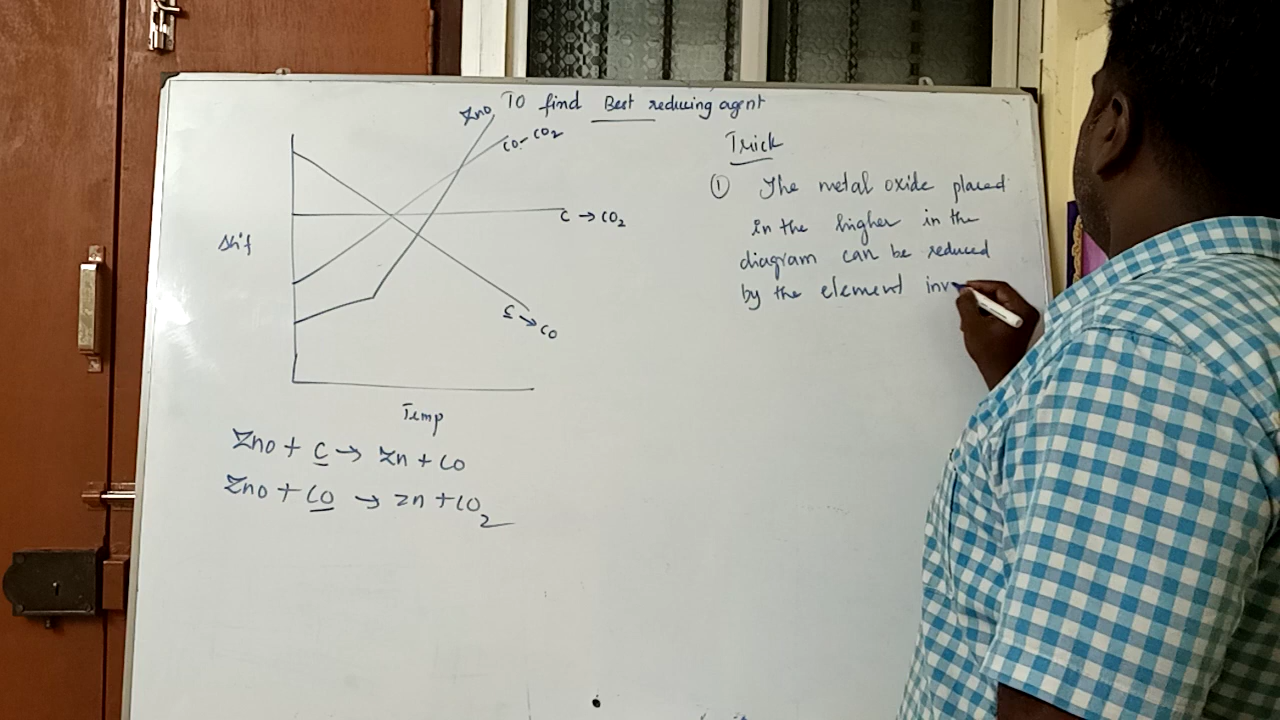 TO find Best reducing agent
ZnO
CO-CO2
C → CO2
ΔG°f
C → CO
Temp
ZnO + C → Zn + CO
ZnO + CO → Zn + CO2
Trick
① The metal oxide placed
in the higher in the
diagram can be reduced
by the element inv